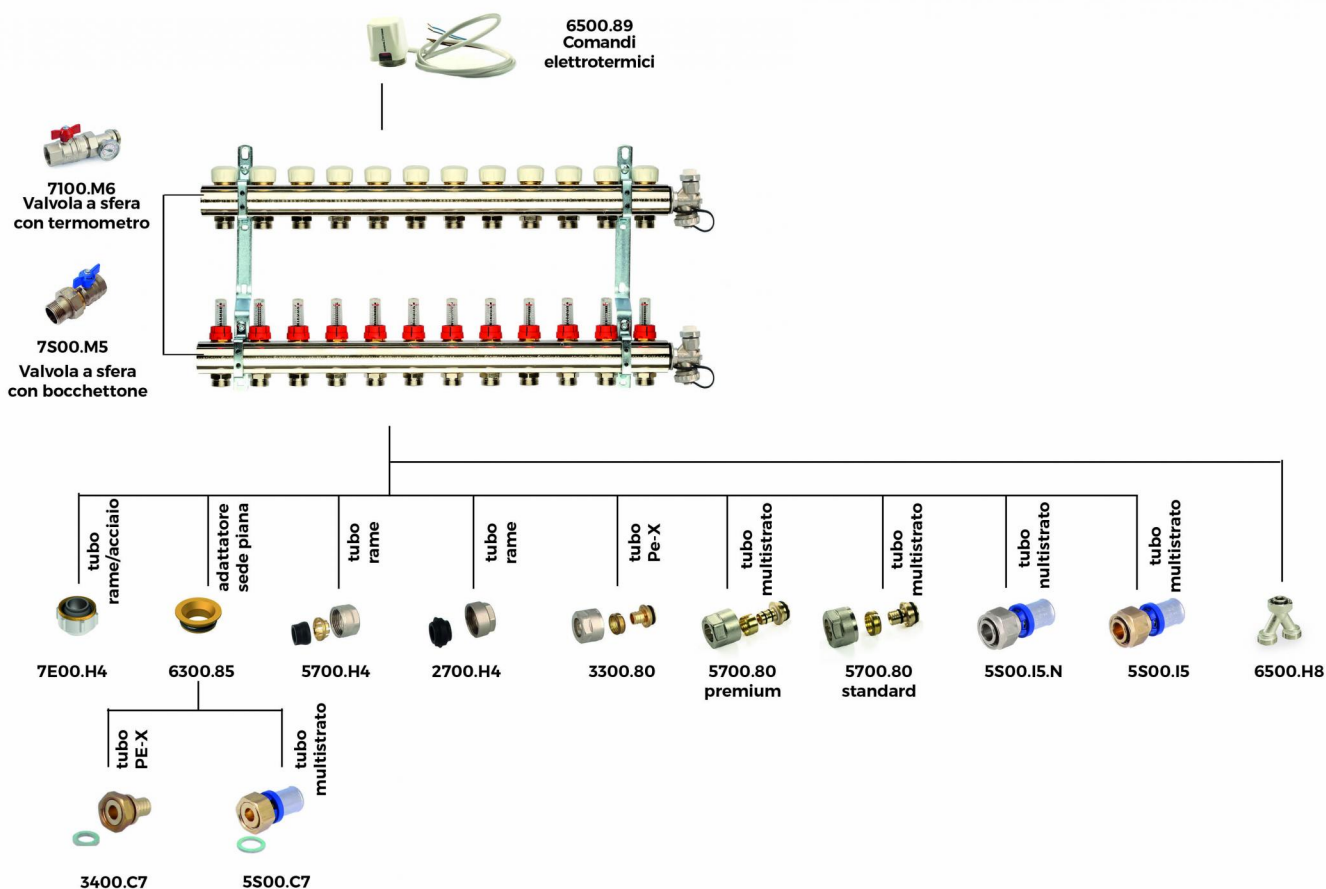 6500.89
Comandi
elettrotermici
7100.M6
Valvola a sfera
con termometro
7S00.M5
Valvola a sfera
con bocchettone
tubo
rame/acciaio
adattatore
sede piana
tubo
rame
tubo
rame
tubo
Pe-X
tubo
multistrato
tubo
multistrato
tubo
nultistrato
tubo
multistrato
7E00.H4
6300.85
5700.H4
2700.H4
3300.80
5700.80
premium
5700.80
standard
5S00.I5.N
5S00.I5
6500.H8
tubo
PE-X
tubo
multistrato
3400.C7
5S00.C7